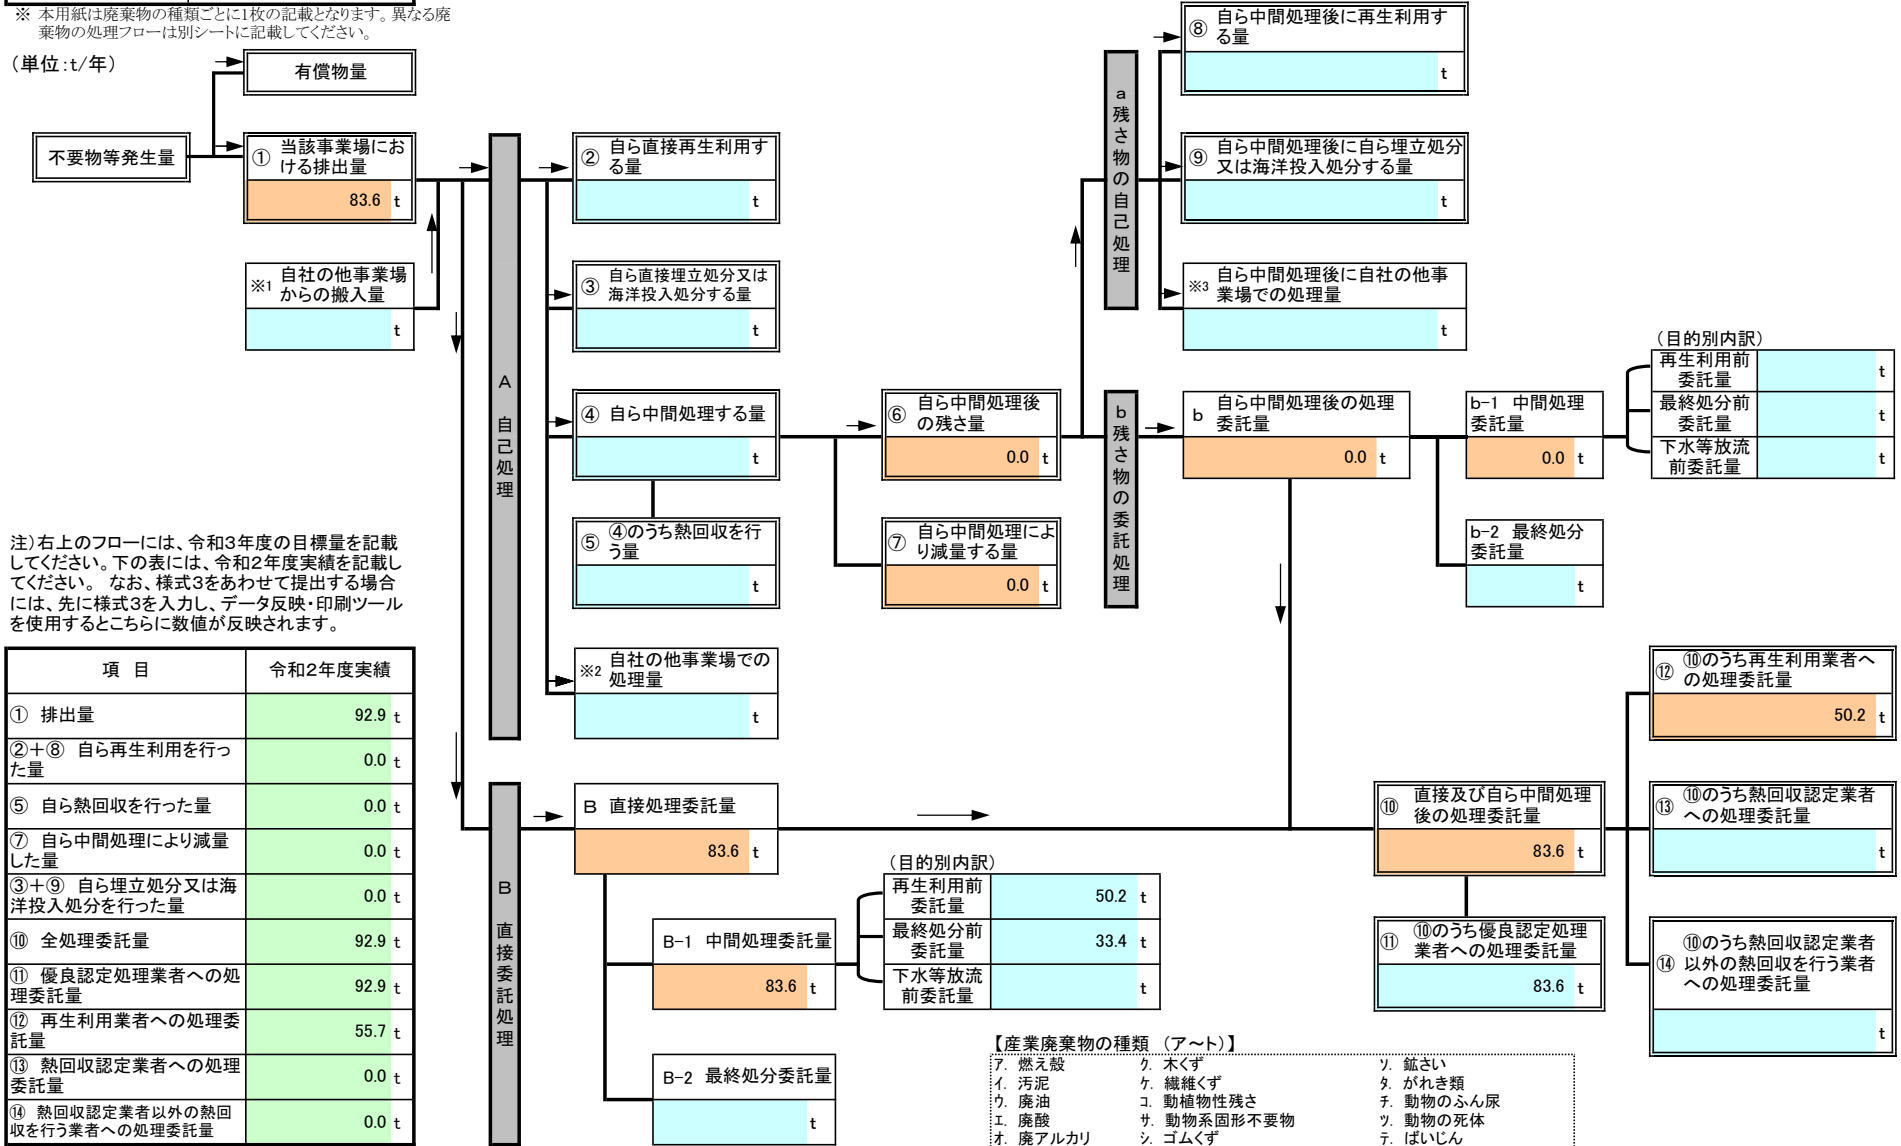 ※ 本用紙は廃棄物の種類ごとに1枚の記載となります。異なる廃
棄物の処理フローは別シートに記載してください。
（単位：t/年）
有償物量
不要物等発生量
① 当該事業場にお
ける排出量
83.6 t
※1 自社の他事業場
からの搬入量
t
A 自己処理
② 自ら直接再生利用す
る量
t
③ 自ら直接埋立処分又は
海洋投入処分する量
t
④ 自ら中間処理する量
t
⑤ ④のうち熱回収を行
う量
t
※2 自社の他事業場での
処理量
t
⑥ 自ら中間処理後
の残さ量
0.0 t
⑦ 自ら中間処理によ
り減量する量
0.0 t
a 残さ物の自己処理
⑧ 自ら中間処理後に再生利用す
る量
t
⑨ 自ら中間処理後に自ら埋立処分
又は海洋投入処分する量
t
※3 自ら中間処理後に自社の他事
業場での処理量
t
b 残さ物の委託処理
b 自ら中間処理後の処理
委託量
0.0 t
b-1 中間処理
委託量
0.0 t
b-2 最終処分
委託量
t
（目的別内訳）
再生利用前
委託量
t
最終処分前
委託量
t
下水等放流
前委託量
t
注）右上のフローには、令和3年度の目標量を記載
してください。下の表には、令和2年度実績を記載し
てください。 なお、様式3をあわせて提出する場合
には、先に様式3を入力し、データ反映・印刷ツール
を使用するとこちらに数値が反映されます。
項 目 令和2年度実績
① 排出量 92.9 t
②＋⑧ 自ら再生利用を行っ
た量 0.0 t
⑤ 自ら熱回収を行った量 0.0 t
⑦ 自ら中間処理により減量
した量 0.0 t
③＋⑨ 自ら埋立処分又は海
洋投入処分を行った量 0.0 t
⑩ 全処理委託量 92.9 t
⑪ 優良認定処理業者への処
理委託量 92.9 t
⑫ 再生利用業者への処理委
託量 55.7 t
⑬ 熱回収認定業者への処理
委託量 0.0 t
⑭ 熱回収認定業者以外の熱回
収を行う業者への処理委託量 0.0 t
B 直接委託処理
B 直接処理委託量
83.6 t
B-1 中間処理委託量
83.6 t
B-2 最終処分委託量
t
（目的別内訳）
再生利用前
委託量
50.2 t
最終処分前
委託量
33.4 t
下水等放流
前委託量
t
⑩ 直接及び自ら中間処理
後の処理委託量
83.6 t
⑪ ⑩のうち優良認定処理
業者への処理委託量
83.6 t
⑫ ⑩のうち再生利用業者へ
の処理委託量
50.2 t
⑬ ⑩のうち熱回収認定業者
への処理委託量
t
⑭ ⑩のうち熱回収認定業者
以外の熱回収を行う業者
への処理委託量
t
【産業廃棄物の種類 （ア～ト）】
ア. 燃え殻 ク. 木くず ソ. 鉱さい
イ. 汚泥 ケ. 繊維くず タ. がれき類
ウ. 廃油 コ. 動植物性残さ チ. 動物のふん尿
エ. 廃酸 サ. 動物系固形不要物 ツ. 動物の死体
オ. 廃アルカリ シ. ゴムくず テ. ばいじん